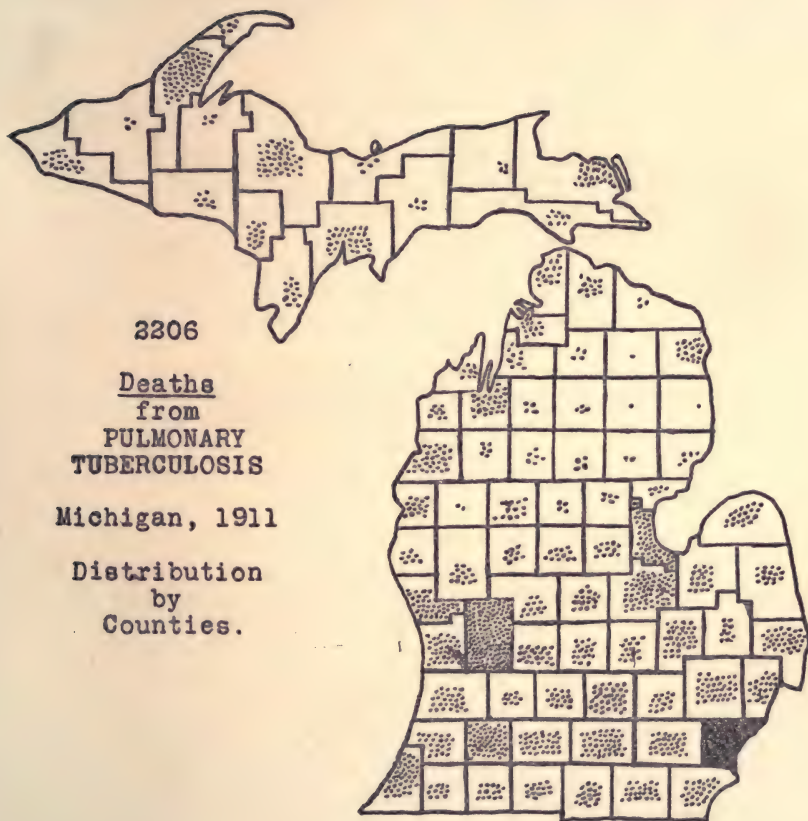 2206
Deaths
from
PULMONARY
TUBERCULOSIS
Michigan, 1911
Distribution
by
Counties.